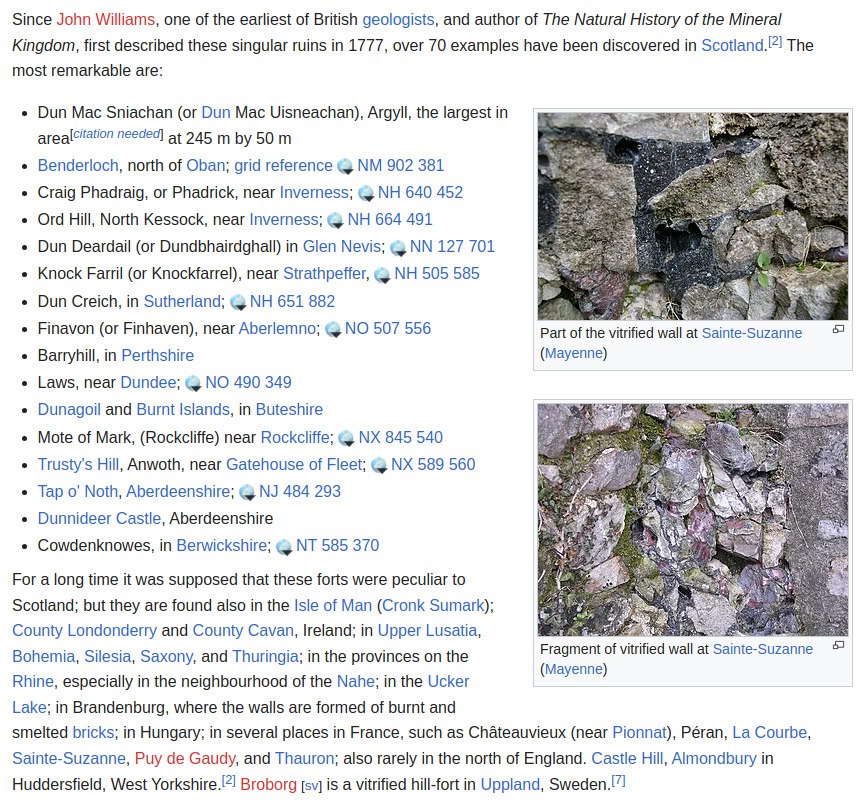 Since John Williams, one of the earliest of British geologists, and author of The Natural History of the Mineral
Kingdom, first described these singular ruins in 1777, over 70 examples have been discovered in Scotland.[2] The
most remarkable are:
• Dun Mac Sniachan (or Dun Mac Uisneachan), Argyll, the largest in
area[citation needed] at 245 m by 50 m
• Benderloch, north of Oban; grid reference NM 902 381
• Craig Phadraig, or Phadrick, near Inverness; NH 640 452
• Ord Hill, North Kessock, near Inverness; NH 664 491
• Dun Deardail (or Dundbhairdghall) in Glen Nevis; NN 127 701
• Knock Farril (or Knockfarrel), near Strathpeffer, NH 505 585
• Dun Creich, in Sutherland; NH 651 882
• Finavon (or Finhaven), near Aberlemno; NO 507 556
• Barryhill, in Perthshire
• Laws, near Dundee; NO 490 349
• Dunagoil and Burnt Islands, in Buteshire
• Mote of Mark, (Rockcliffe) near Rockcliffe; NX 845 540
• Trusty's Hill, Anwoth, near Gatehouse of Fleet; NX 589 560
• Tap o' Noth, Aberdeenshire; NJ 484 293
• Dunnideer Castle, Aberdeenshire
• Cowdenknowes, in Berwickshire; NT 585 370
Part of the vitrified wall at Sainte-Suzanne
(Mayenne)
Fragment of vitrified wall at Sainte-Suzanne
(Mayenne)
For a long time it was supposed that these forts were peculiar to
Scotland; but they are found also in the Isle of Man (Cronk Sumark);
County Londonderry and County Cavan, Ireland; in Upper Lusatia,
Bohemia, Silesia, Saxony, and Thuringia; in the provinces on the
Rhine, especially in the neighbourhood of the Nahe; in the Ucker
Lake; in Brandenburg, where the walls are formed of burnt and
smelted bricks; in Hungary; in several places in France, such as Châteauvieux (near Pionnat), Péran, La Courbe,
Sainte-Suzanne, Puy de Gaudy, and Thauron; also rarely in the north of England. Castle Hill, Almondbury in
Huddersfield, West Yorkshire.[2] Broborg [sv] is a vitrified hill-fort in Uppland, Sweden.[7]